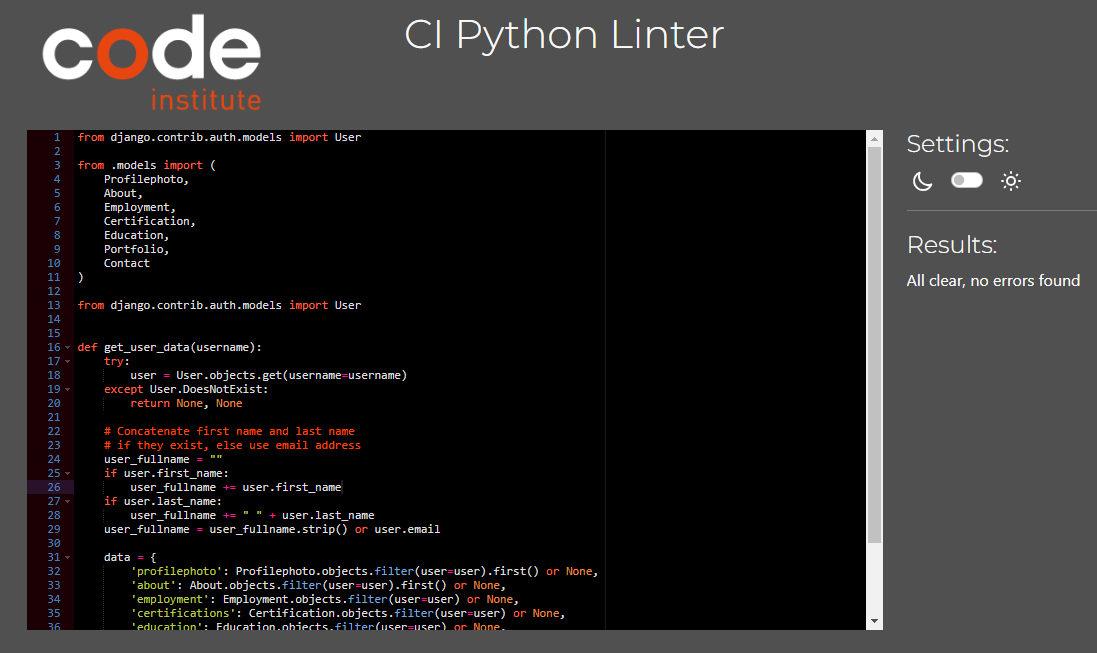 code
institute
CI Python Linter
1 from django.contrib.auth.models import User
2
3 from .models import (
4     Profilephoto,
5     About,
6     Employment,
7     Certification,
8     Education,
9     Portfolio,
10     Contact
11 )
12
13 from django.contrib.auth.models import User
14
15
16 def get_user_data(username):
17     try:
18         user = User.objects.get(username=username)
19     except User.DoesNotExist:
20         return None, None
21
22     # Concatenate first name and last name
23     # if they exist, else use email address
24     user_fullname = ""
25     if user.first_name:
26         user_fullname += user.first_name
27     if user.last_name:
28         user_fullname += " " + user.last_name
29     user_fullname = user_fullname.strip() or user.email
30
31     data = {
32         'profilephoto': Profilephoto.objects.filter(user=user).first() or None,
33         'about': About.objects.filter(user=user).first() or None,
34         'employment': Employment.objects.filter(user=user) or None,
35         'certifications': Certification.objects.filter(user=user) or None,
36         'education': Education.objects.filter(user=user) or None,
Settings:
Results:
All clear, no errors found